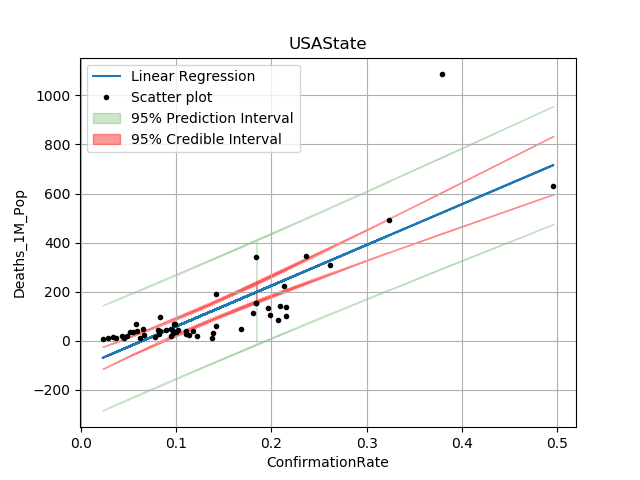 USAState
Linear Regression
Scatter plot
95% Prediction Interval
95% Credible Interval
Deaths_1M_Pop
1000
800
600
400
200
0
−200
0.0 0.1 0.2 0.3 0.4 0.5
ConfirmationRate